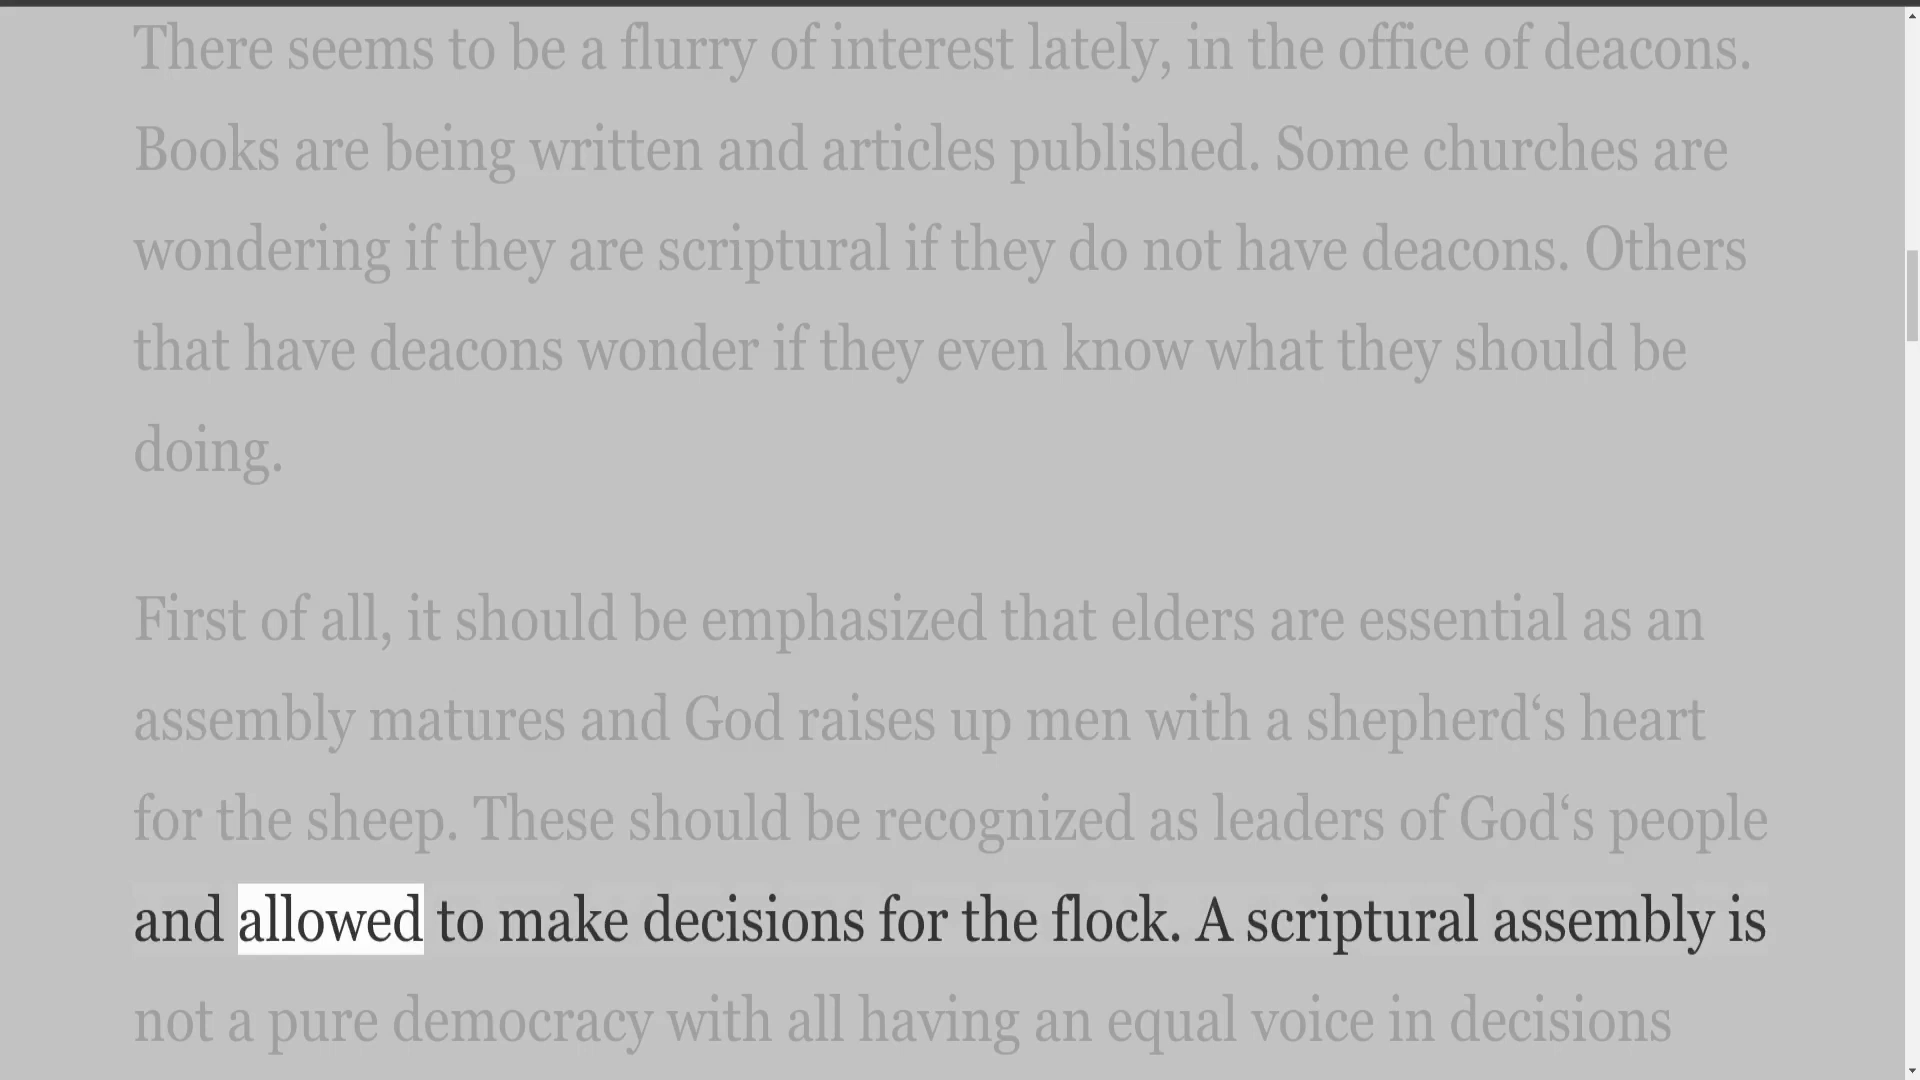 There seems to be a flurry of interest lately, in the office of deacons.
Books are being written and articles published. Some churches are
wondering if they are scriptural if they do not have deacons. Others
that have deacons wonder if they even know what they should be
doing.
First of all, it should be emphasized that elders are essential as an
assembly matures and God raises up men with a shepherd‘s heart
for the sheep. These should be recognized as leaders of God‘s people
and allowed to make decisions for the flock. A scriptural assembly is
not a pure democracy with all having an equal voice in decisions